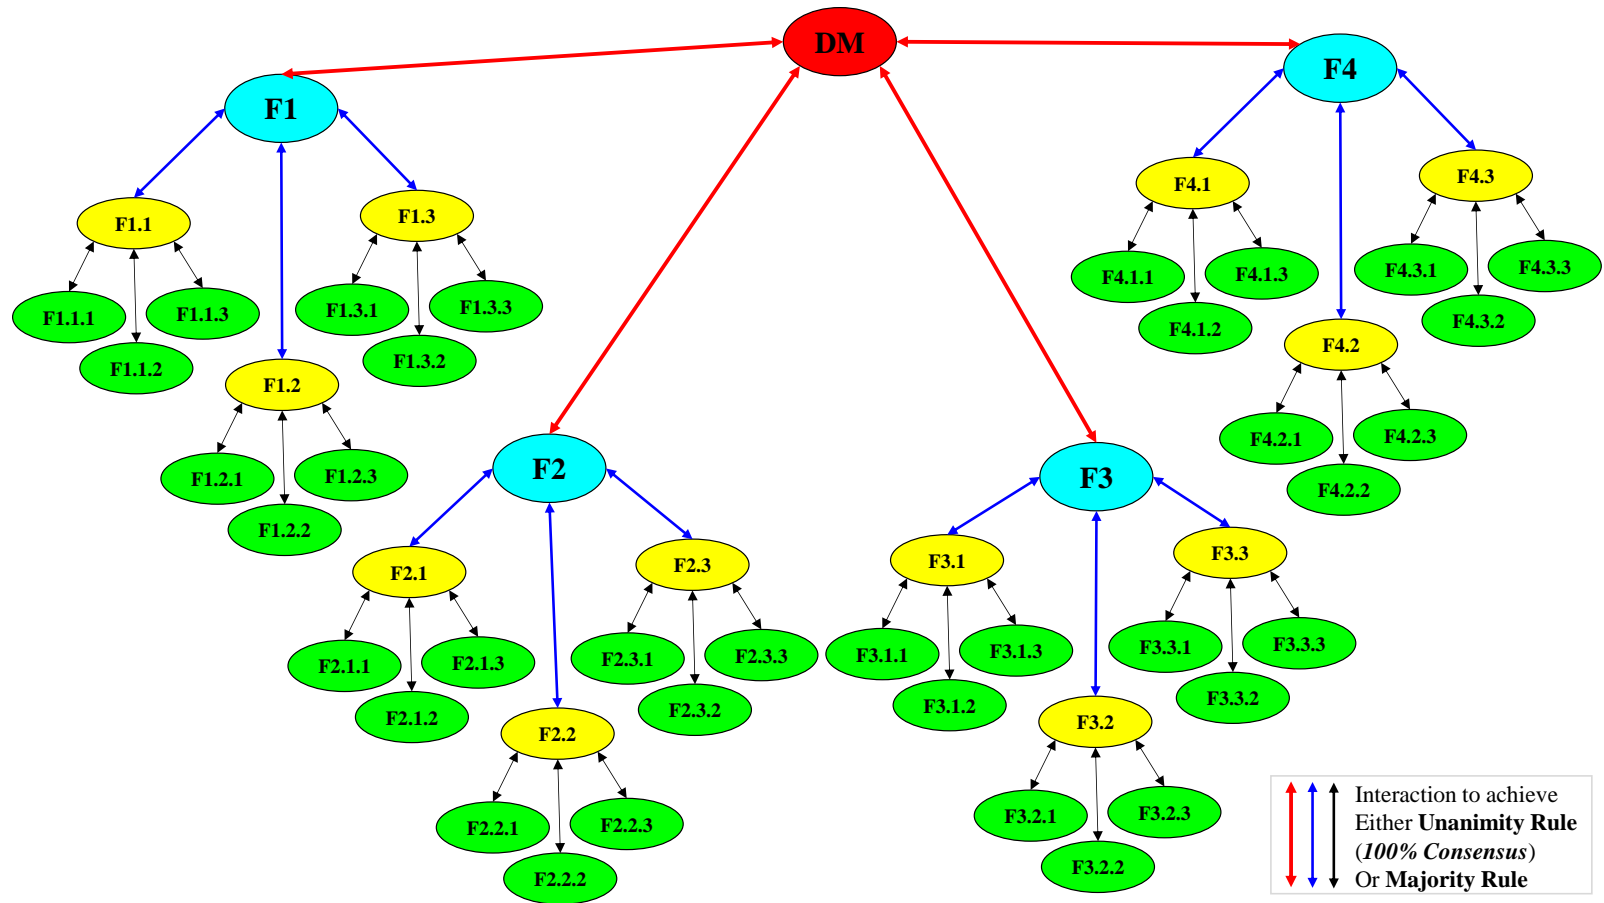 DM
F1
F4
F1.1
F1.3
F4.1
F4.3
F1.1.1
F1.1.3
F1.1.2
F1.3.1
F1.3.3
F1.3.2
F4.1.1
F4.1.3
F4.1.2
F4.3.1
F4.3.3
F4.3.2
F1.2
F1.2.1
F1.2.3
F1.2.2
F4.2
F4.2.1
F4.2.3
F4.2.2
F2
F3
F2.1
F2.3
F2.1.1
F2.1.3
F2.1.2
F2.3.1
F2.3.3
F2.3.2
F2.2
F2.2.1
F2.2.3
F2.2.2
F3.1
F3.3
F3.1.1
F3.1.3
F3.1.2
F3.3.1
F3.3.3
F3.3.2
F3.2
F3.2.1
F3.2.3
F3.2.2
Interaction to achieve
Either Unanimity Rule
(100% Consensus)
Or Majority Rule